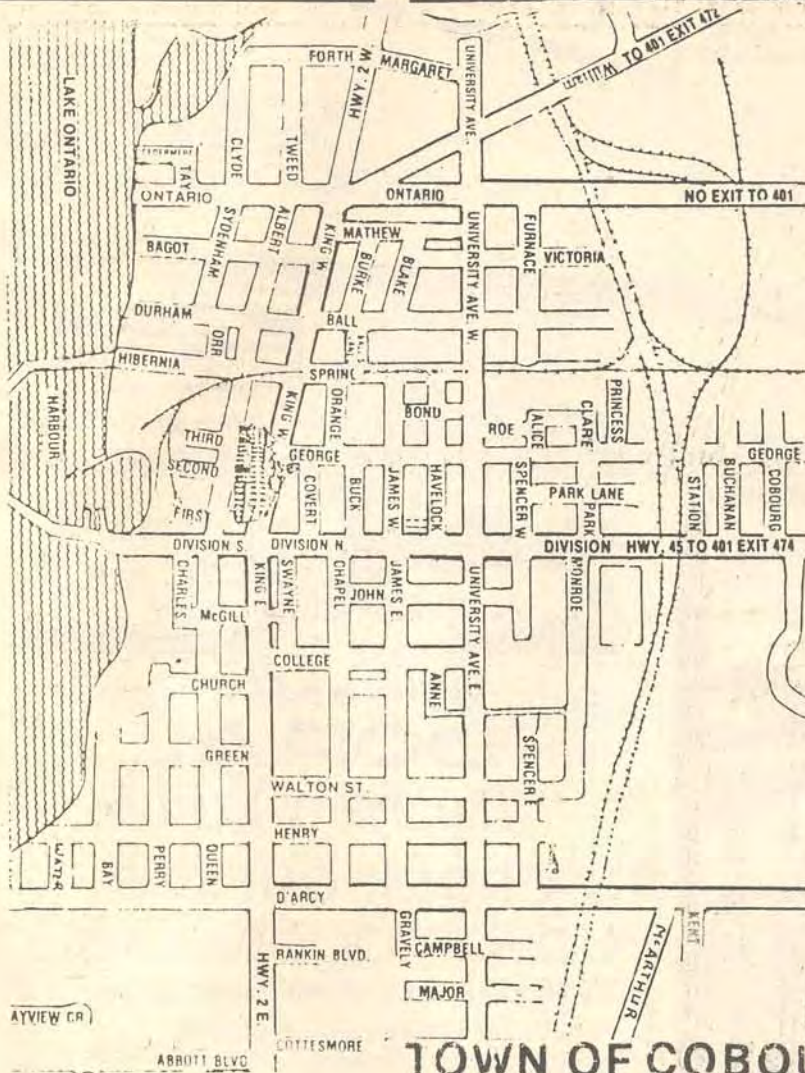 FORTH
HWY. 2 W.
MARGARET
UNIVERSITY AVE.
William TO 401 EXIT 472
LAKE ONTARIO
CLYDE
TWEED
TAY
ONTARIO
ONTARIO
NO EXIT TO 401
SYDENHAM
ALBERT
KING W.
MATHEW
BAGOT
BURKE
BLAKE
UNIVERSITY AVE. W.
FURNACE
VICTORIA
DURHAM
BALL
ORR
HIBERNIA
SPRING
HARBOUR
KING W.
ORANGE
BOND
ROE
ALICE
CLARE
PRINCESS
THIRD
GEORGE
GEORGE
SECOND
COVERT
BUCK
JAMES W.
HAVELOCK
SPENCER W
PARK LANE
PARK
STATION
BUCHANAN
COBOURG
FIRST
DIVISION S.
DIVISION N.
DIVISION HWY. 45 TO 401 EXIT 474
CHARLES
KING E
SWAYNE
CHAPEL
JOHN
JAMES E.
UNIVERSITY AVE. E.
MONROE
McGILL
COLLEGE
CHURCH
ANNE
GREEN
SPENCER E
WALTON ST.
HENRY
WATER
BAY
PERRY
QUEEN
D'ARCY
GRAVELY
CAMPBELL
RANKIN BLVD.
HWY. 2 E.
MAJOR
McARTHUR
KENT
AYVIEW CR
COTTESMORE
ABBOTT BLVD
TOWN OF COBOU